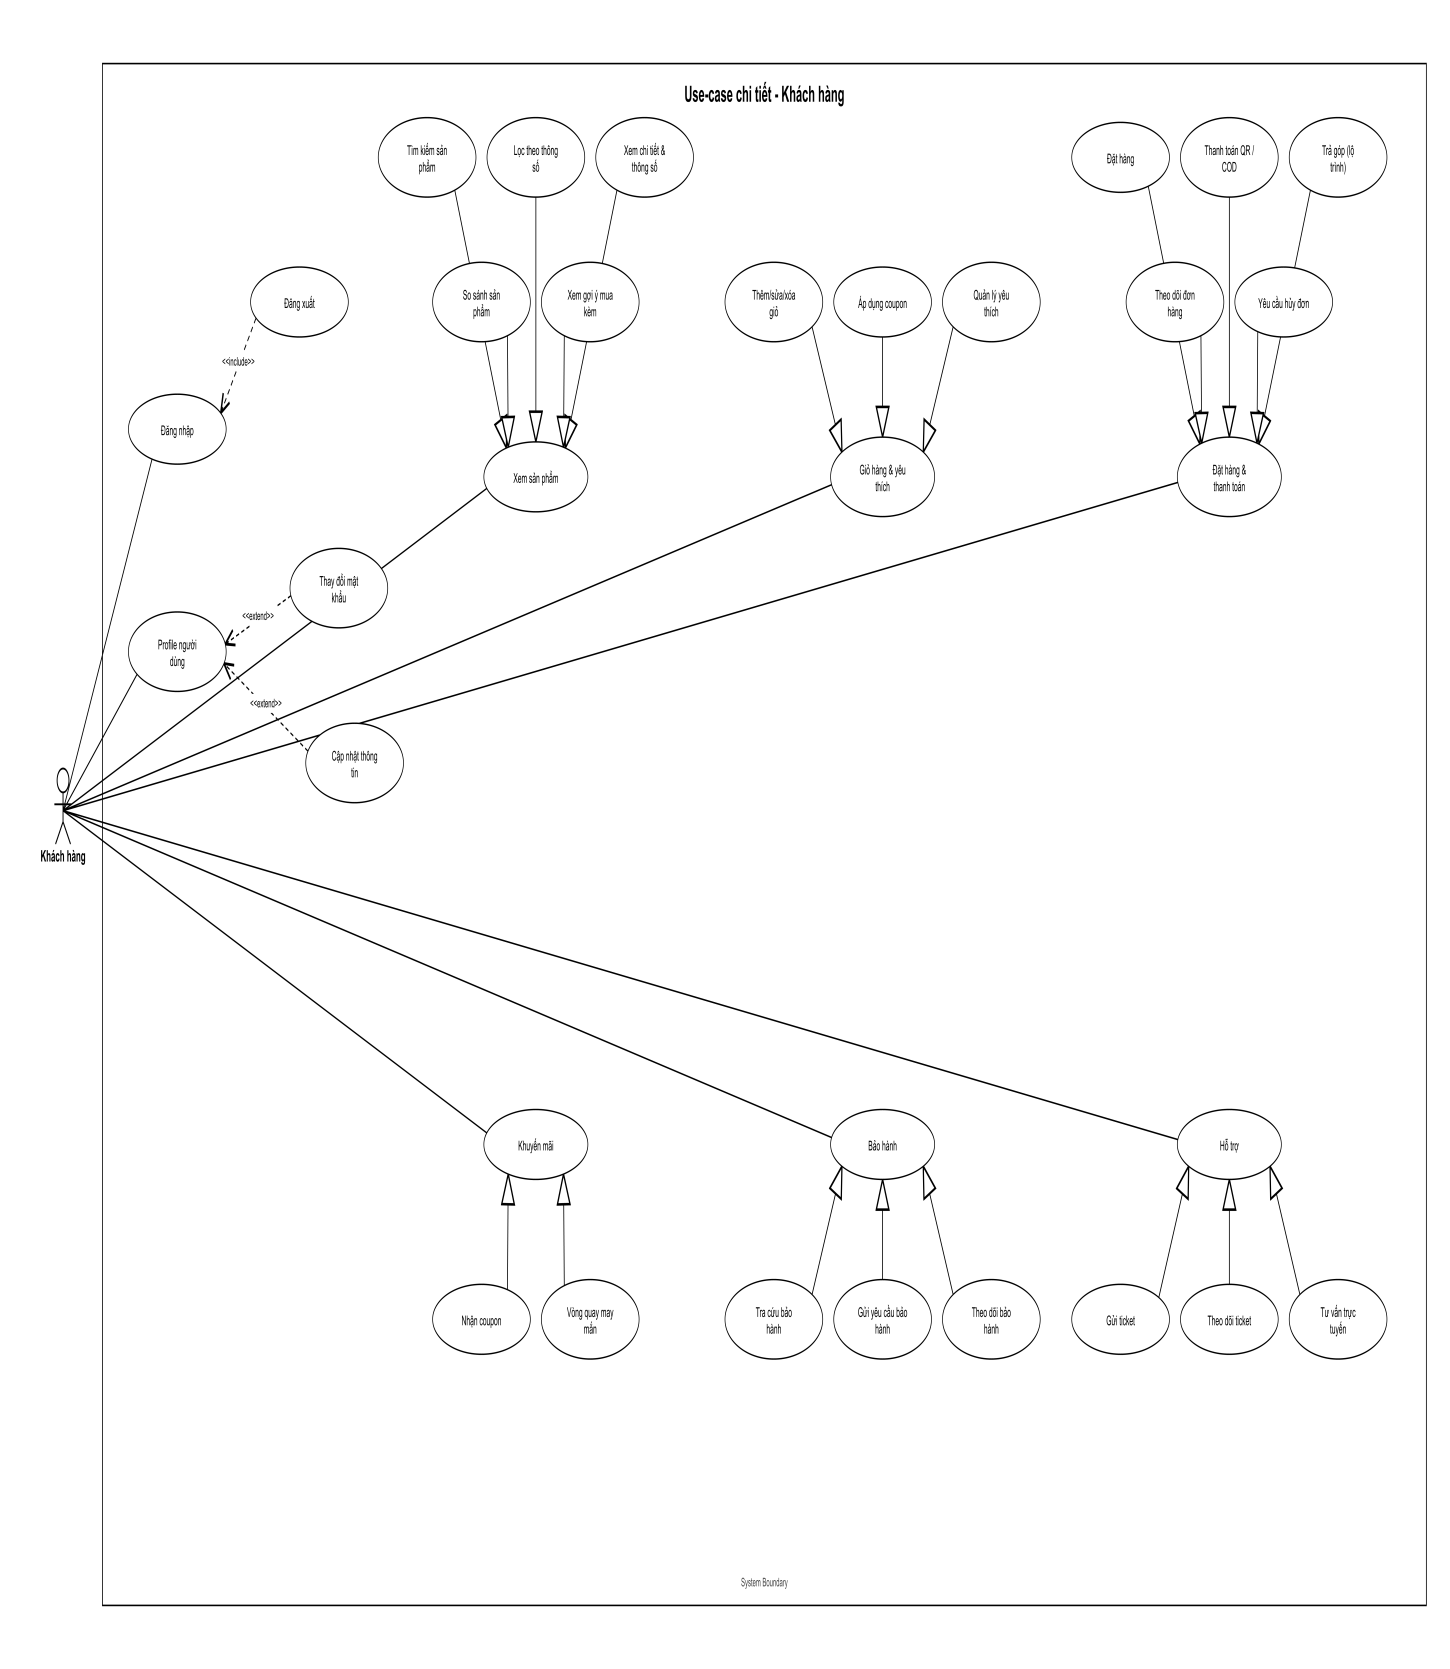 Use-case chi tiết - Khách hàng
Tìm kiếm sản
phẩm
Lọc theo thông
số
Xem chi tiết &
thông số
Đặt hàng
Thanh toán QR /
COD
Trả góp (lộ
trình)
Đăng xuất
So sánh sản
phẩm
Xem gợi ý mua
kèm
Thêm/sửa/xóa
giỏ
Áp dụng coupon
Quản lý yêu
thích
Theo dõi đơn
hàng
Yêu cầu hủy đơn
<<include>>
Đăng nhập
Xem sản phẩm
Giỏ hàng & yêu
thích
Đặt hàng &
thanh toán
Thay đổi mật
khẩu
<<extend>>
Profile người
dùng
<<extend>>
Cập nhật thông
tin
Khách hàng
Khuyến mãi
Bảo hành
Hỗ trợ
Nhận coupon
Vòng quay may
mắn
Tra cứu bảo
hành
Gửi yêu cầu bảo
hành
Theo dõi bảo
hành
Gửi ticket
Theo dõi ticket
Tư vấn trực
tuyến
System Boundary